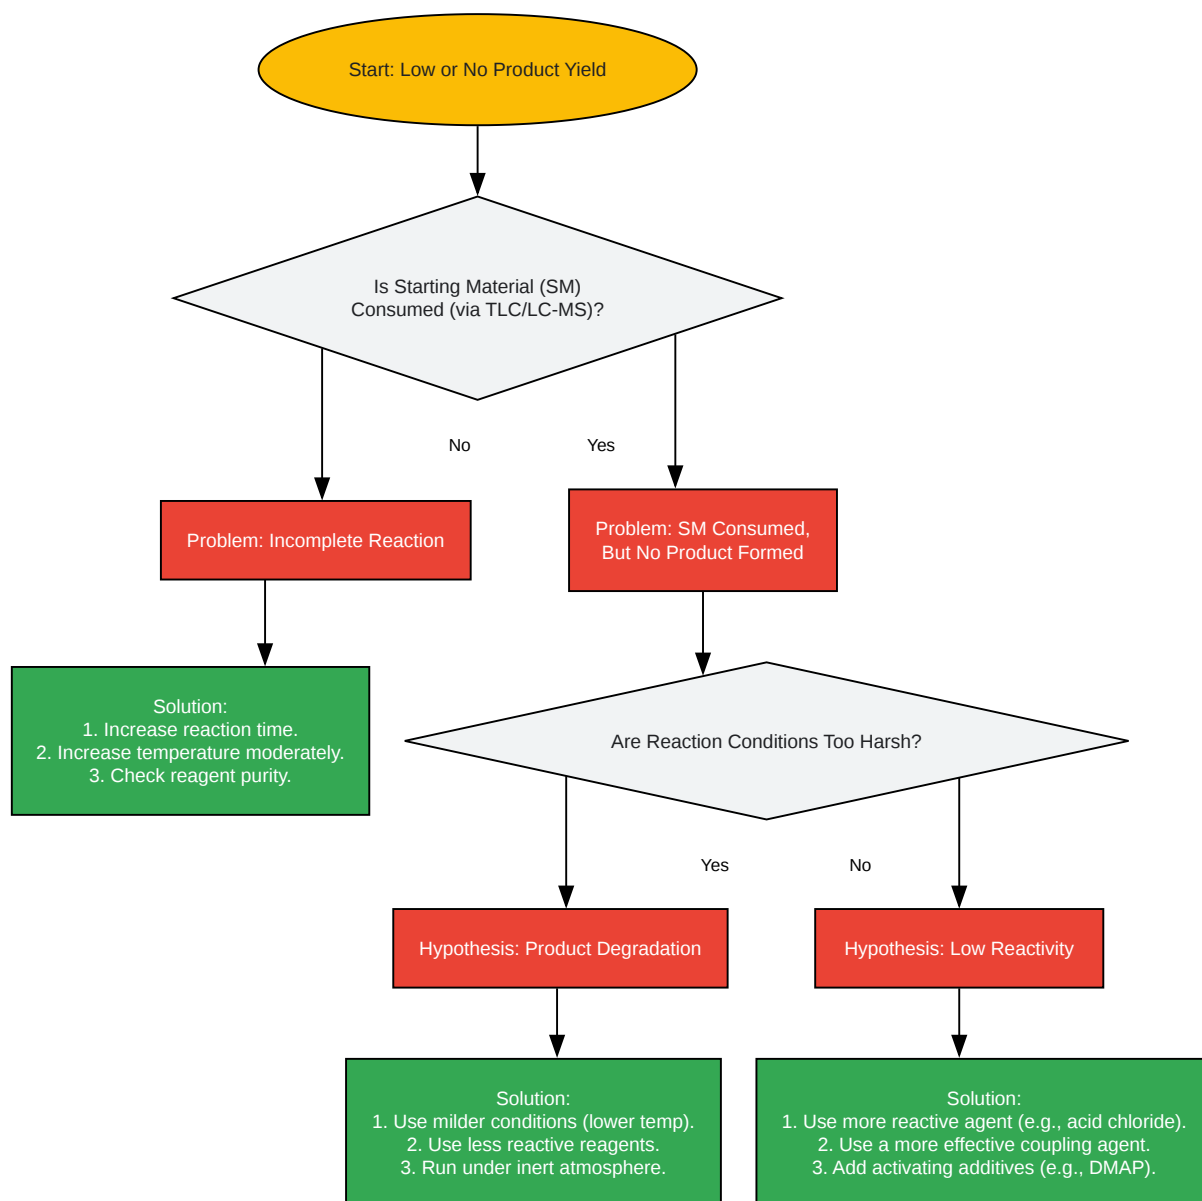 Start: Low or No Product Yield
Is Starting Material (SM)
Consumed (via TLC/LC-MS)?
No
Yes
Problem: Incomplete Reaction
Problem: SM Consumed,
But No Product Formed
Solution:
1. Increase reaction time.
2. Increase temperature moderately.
3. Check reagent purity.
Are Reaction Conditions Too Harsh?
Yes
No
Hypothesis: Product Degradation
Hypothesis: Low Reactivity
Solution:
1. Use milder conditions (lower temp).
2. Use less reactive reagents.
3. Run under inert atmosphere.
Solution:
1. Use more reactive agent (e.g., acid chloride).
2. Use a more effective coupling agent.
3. Add activating additives (e.g., DMAP).